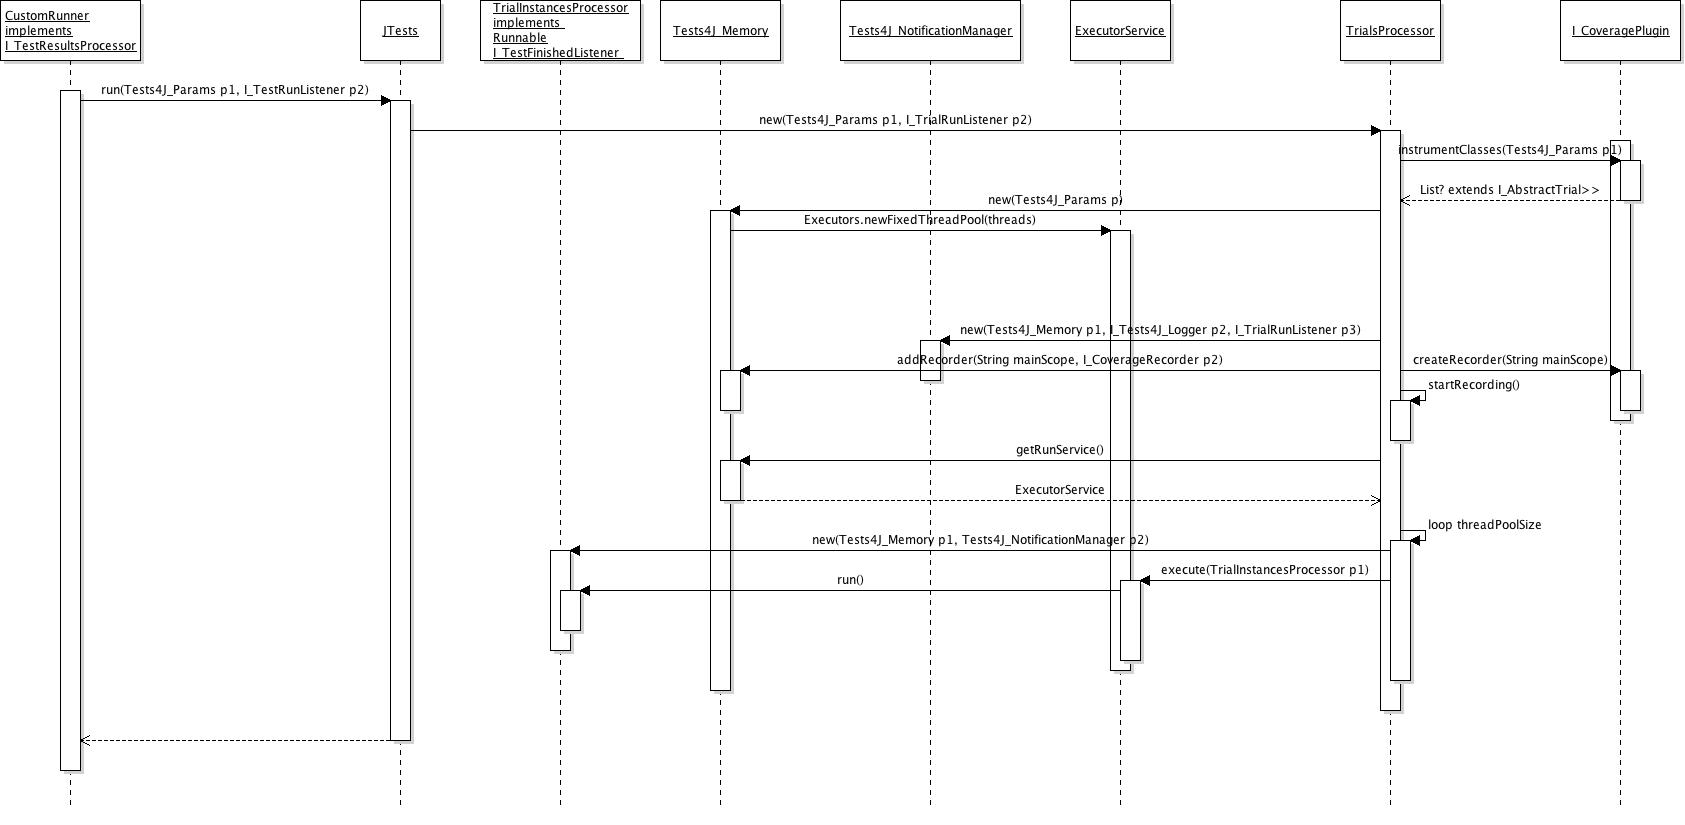 CustomRunner
implements
I_TestResultsProcessor
JTests
TrialInstancesProcessor
implements
Runnable
I_TestFinishedListener
Tests4J_Memory
Tests4J_NotificationManager
ExecutorService
TrialsProcessor
I_CoveragePlugin
run(Tests4J_Params p1, I_TestRunListener p2)
new(Tests4J_Params p1, I_TrialRunListener p2)
instrumentClasses(Tests4J_Params p1)
List? extends I_AbstractTrial>>
new(Tests4J_Params p)
Executors.newFixedThreadPool(threads)
new(Tests4J_Memory p1, I_Tests4J_Logger p2, I_TrialRunListener p3)
addRecorder(String mainScope, I_CoverageRecorder p2)
createRecorder(String mainScope)
startRecording()
getRunService()
ExecutorService
loop threadPoolSize
new(Tests4J_Memory p1, Tests4J_NotificationManager p2)
execute(TrialInstancesProcessor p1)
run()